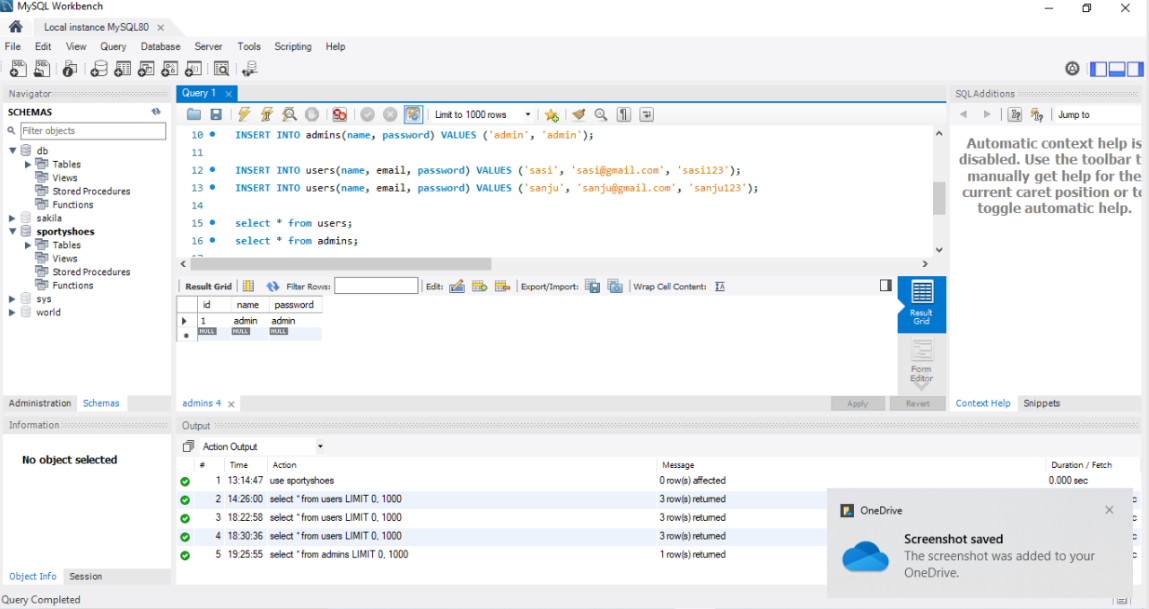 MySQL Workbench
Local instance MySQL80
File Edit View Query Database Server Tools Scripting Help
Navigator
SCHEMAS
Filter objects
db
Tables
Views
Stored Procedures
Functions
sakila
sportyshoes
Tables
Views
Stored Procedures
Functions
sys
world
Administration Schemas
Information
No object selected
Object Info Session
Query Completed
Query 1
Limit to 1000 rows
10 INSERT INTO admins(name, password) VALUES ('admin', 'admin');
11
12 INSERT INTO users(name, email, password) VALUES ('sasi', 'sasi@gmail.com', 'sasi123');
13 INSERT INTO users(name, email, password) VALUES ('sanju', 'sanju@gmail.com', 'sanju123');
14
15 select * from users;
16 select * from admins;
Result Grid Filter Rows: Edit: Export/Import: Wrap Cell Content:
id name password
1 admin admin
NULL NULL NULL
Result Grid
Form Editor
admins 4
Apply Revert
SQLAdditions
Jump to
Automatic context help is
disabled. Use the toolbar t
manually get help for the
current caret position or to
toggle automatic help.
Context Help Snippets
Output
Action Output
# Time Action Message Duration / Fetch
1 13:14:47 use sportyshoes 0 row(s) affected 0.000 sec
2 14:26:00 select * from users LIMIT 0, 1000 3 row(s) returned
3 18:22:58 select * from users LIMIT 0, 1000 3 row(s) returned
4 18:30:36 select * from users LIMIT 0, 1000 3 row(s) returned
5 19:25:55 select * from admins LIMIT 0, 1000 1 row(s) returned
OneDrive
Screenshot saved
The screenshot was added to your
OneDrive.